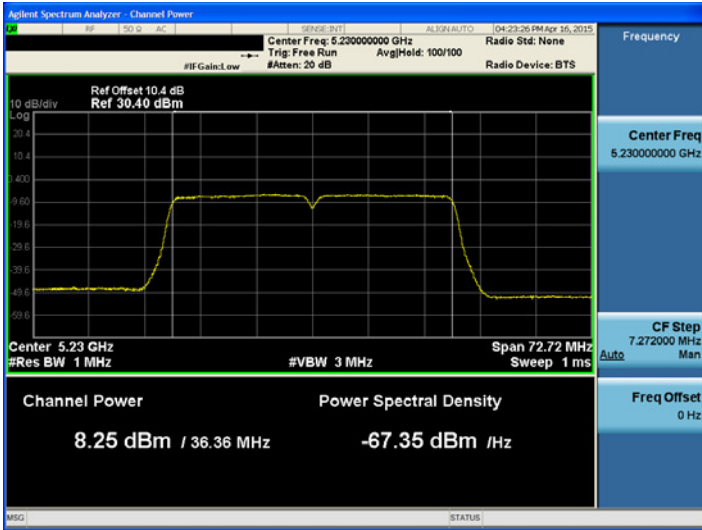 Agilent Spectrum Analyzer - Channel Power
RF 50 Ω AC SENSE:INT ALIGNAUTO 04:23:26 PM Apr 16, 2015
Center Freq: 5.230000000 GHz Radio Std: None
Trig: Free Run Avg|Hold: 100/100
#IFGain:Low #Atten: 20 dB Radio Device: BTS
Frequency
Ref Offset 10.4 dB
10 dB/div Ref 30.40 dBm
Log
20.4
10.4
0.400
-9.60
-19.6
-29.6
-39.6
-49.6
-59.6
Center 5.23 GHz Span 72.72 MHz
#Res BW 1 MHz #VBW 3 MHz Sweep 1 ms
Channel Power Power Spectral Density
8.25 dBm / 36.36 MHz -67.35 dBm /Hz
Center Freq
5.230000000 GHz
CF Step
7.272000 MHz
Auto Man
Freq Offset
0 Hz
MSG STATUS